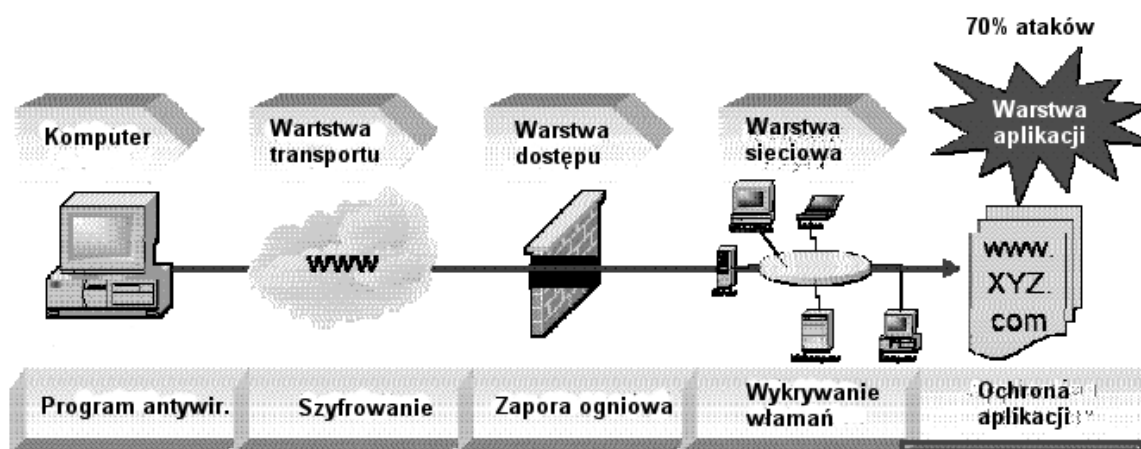 70% ataków
Komputer
Wartstwa
transportu
Warstwa
dostępu
Warstwa
sieciowa
Warstwa
aplikacji
www
www.
XYZ.
com
Program antywir.
Szyfrowanie
Zapora ogniowa
Wykrywanie
włamań
Ochrona
aplikacji